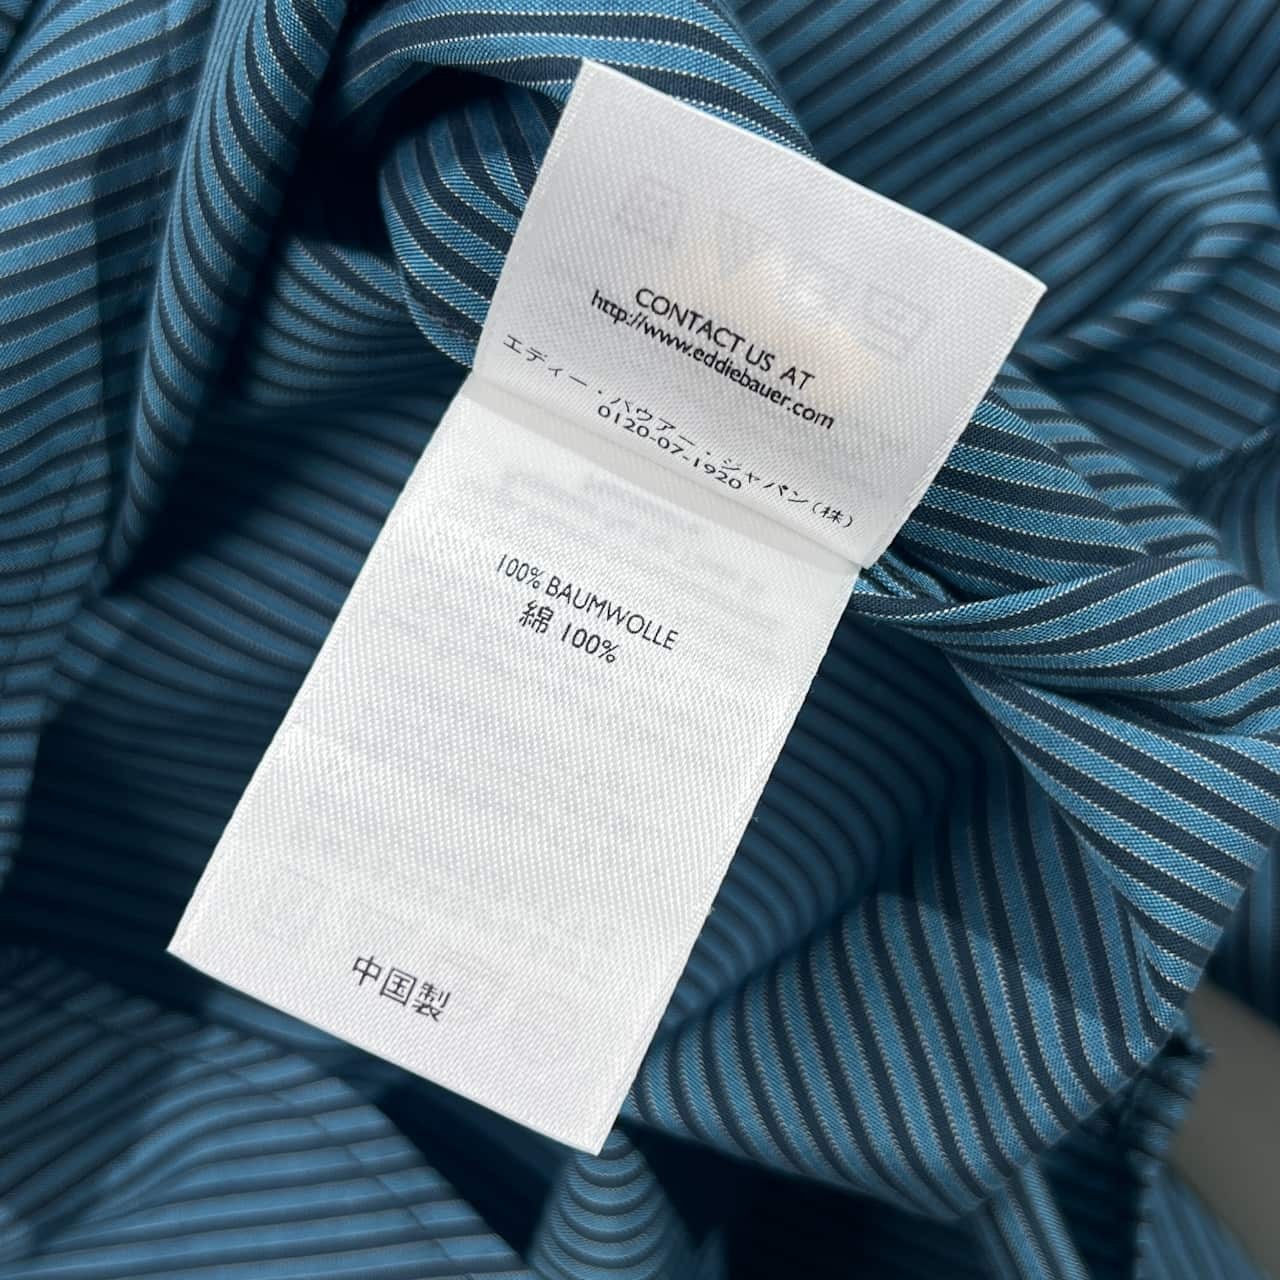 CONTACT US AT
http://www.eddiebauer.com
エディー・バウアー・ジャパン(株)
0120-07-1920
100% BAUMWOLLE
綿 100%
中国製